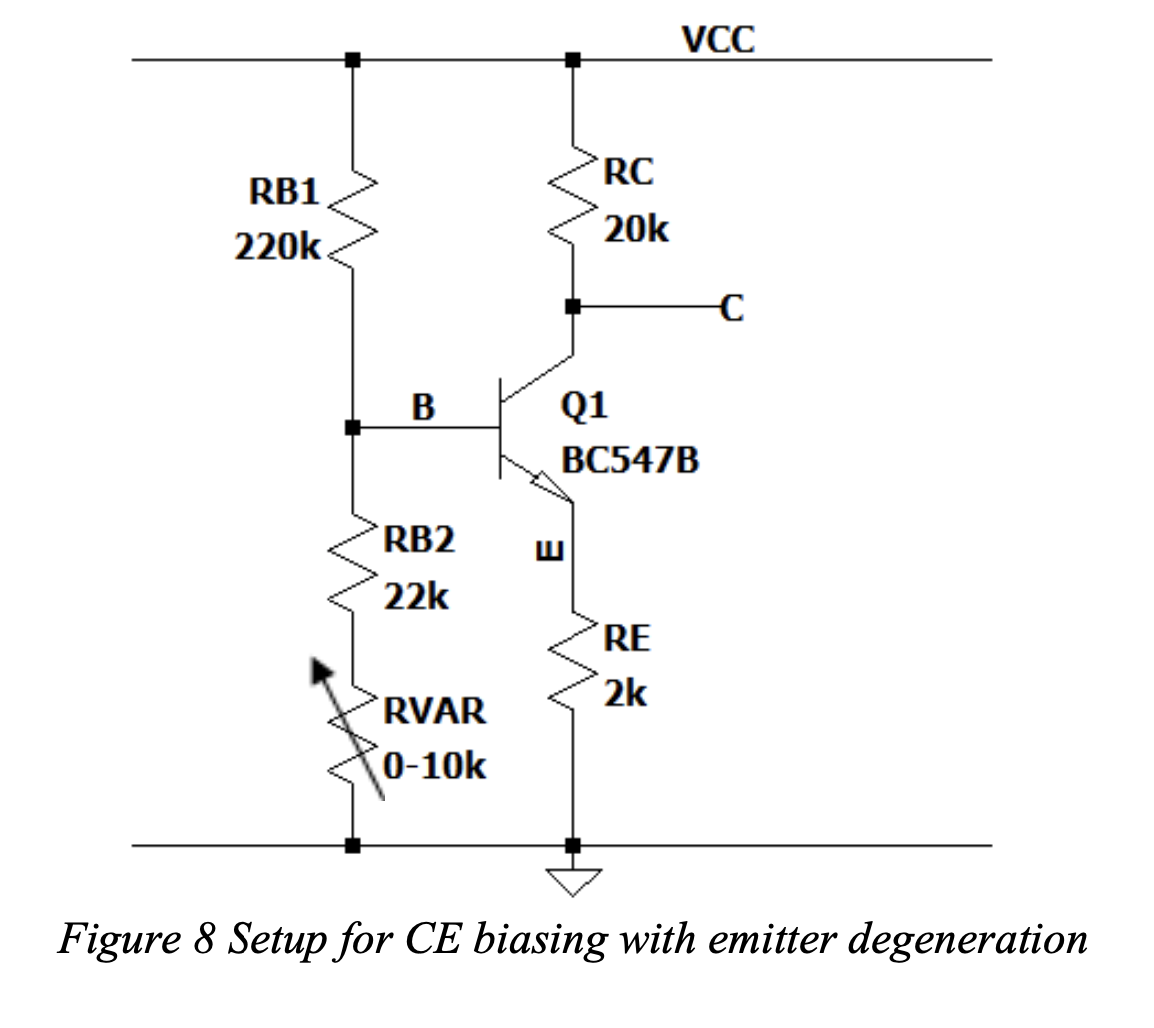 VCC
RB1
220k
RC
20k
C
B
Q1
BC547B
RB2
22k
E
RE
2k
RVAR
0-10k
Figure 8 Setup for CE biasing with emitter degeneration